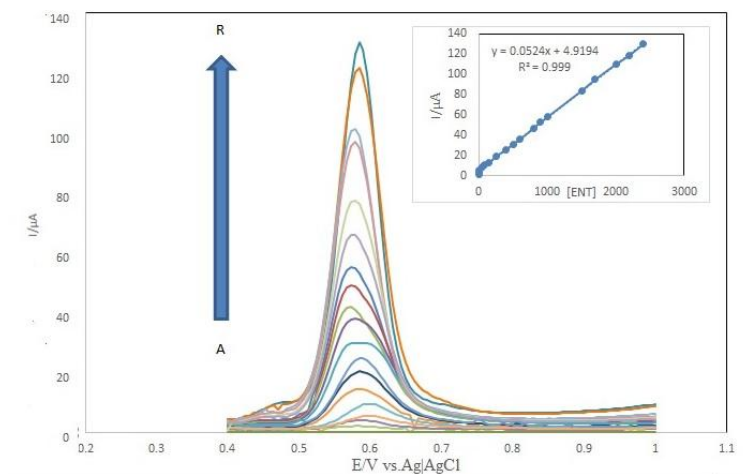 140
120
100
80
60
40
20
0
I/µA
R
A
0.2 0.3 0.4 0.5 0.6 0.7 0.8 0.9 1 1.1
E/V vs.Ag|AgCl
140
120
100
80
60
40
20
0
I/µA
y = 0.0524x + 4.9194
R² = 0.999
0 1000 [ENT] 2000 3000